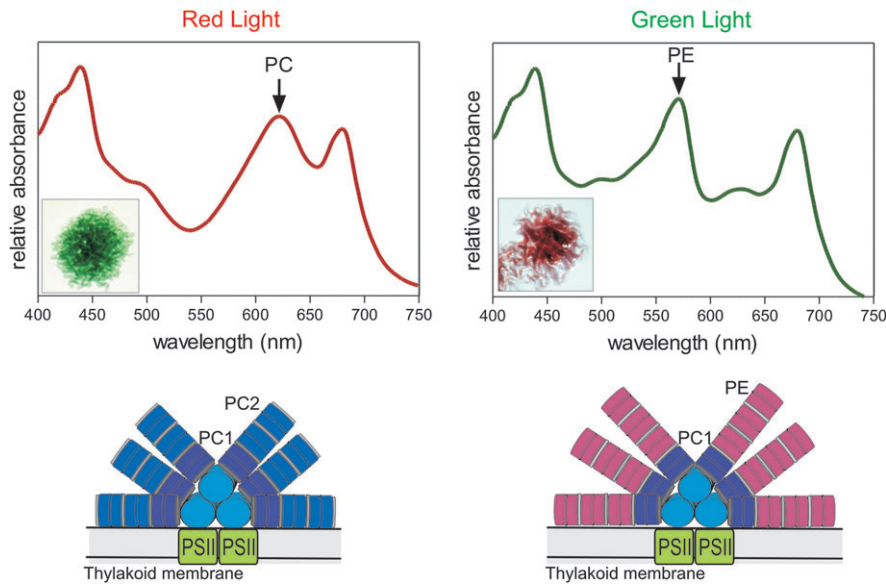 Red Light
PC
relative absorbance
400 450 500 550 600 650 700 750
wavelength (nm)
Green Light
PE
relative absorbance
400 450 500 550 600 650 700 750
wavelength (nm)
PC2
PC1
PSII PSII
Thylakoid membrane
PE
PC1
PSII PSII
Thylakoid membrane